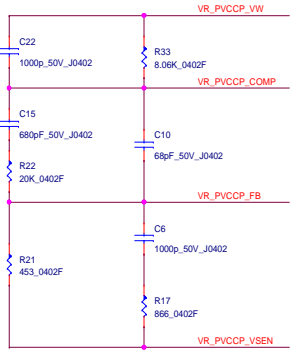 VR_PVCCP_VW
C22
1000p_50V_J0402
R33
8.06K_0402F
VR_PVCCP_COMP
C15
680pF_50V_J0402
C10
68pF_50V_J0402
R22
20K_0402F
VR_PVCCP_FB
C6
1000p_50V_J0402
R21
453_0402F
R17
866_0402F
VR_PVCCP_VSEN